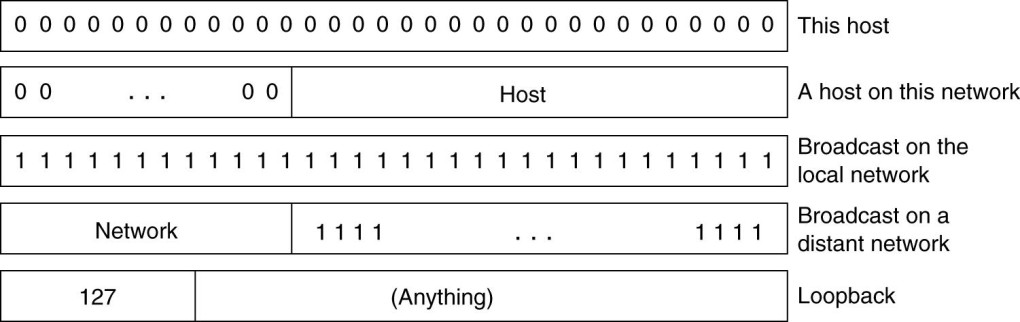 0 0 0 0 0 0 0 0 0 0 0 0 0 0 0 0 0 0 0 0 0 0 0 0 0 0 0 0 0 0 0 0 This host
0 0 ... 0 0 Host A host on this network
1 1 1 1 1 1 1 1 1 1 1 1 1 1 1 1 1 1 1 1 1 1 1 1 1 1 1 1 1 1 1 1 Broadcast on the
local network
Network 1 1 1 1 ... 1 1 1 1 Broadcast on a
distant network
127 (Anything) Loopback